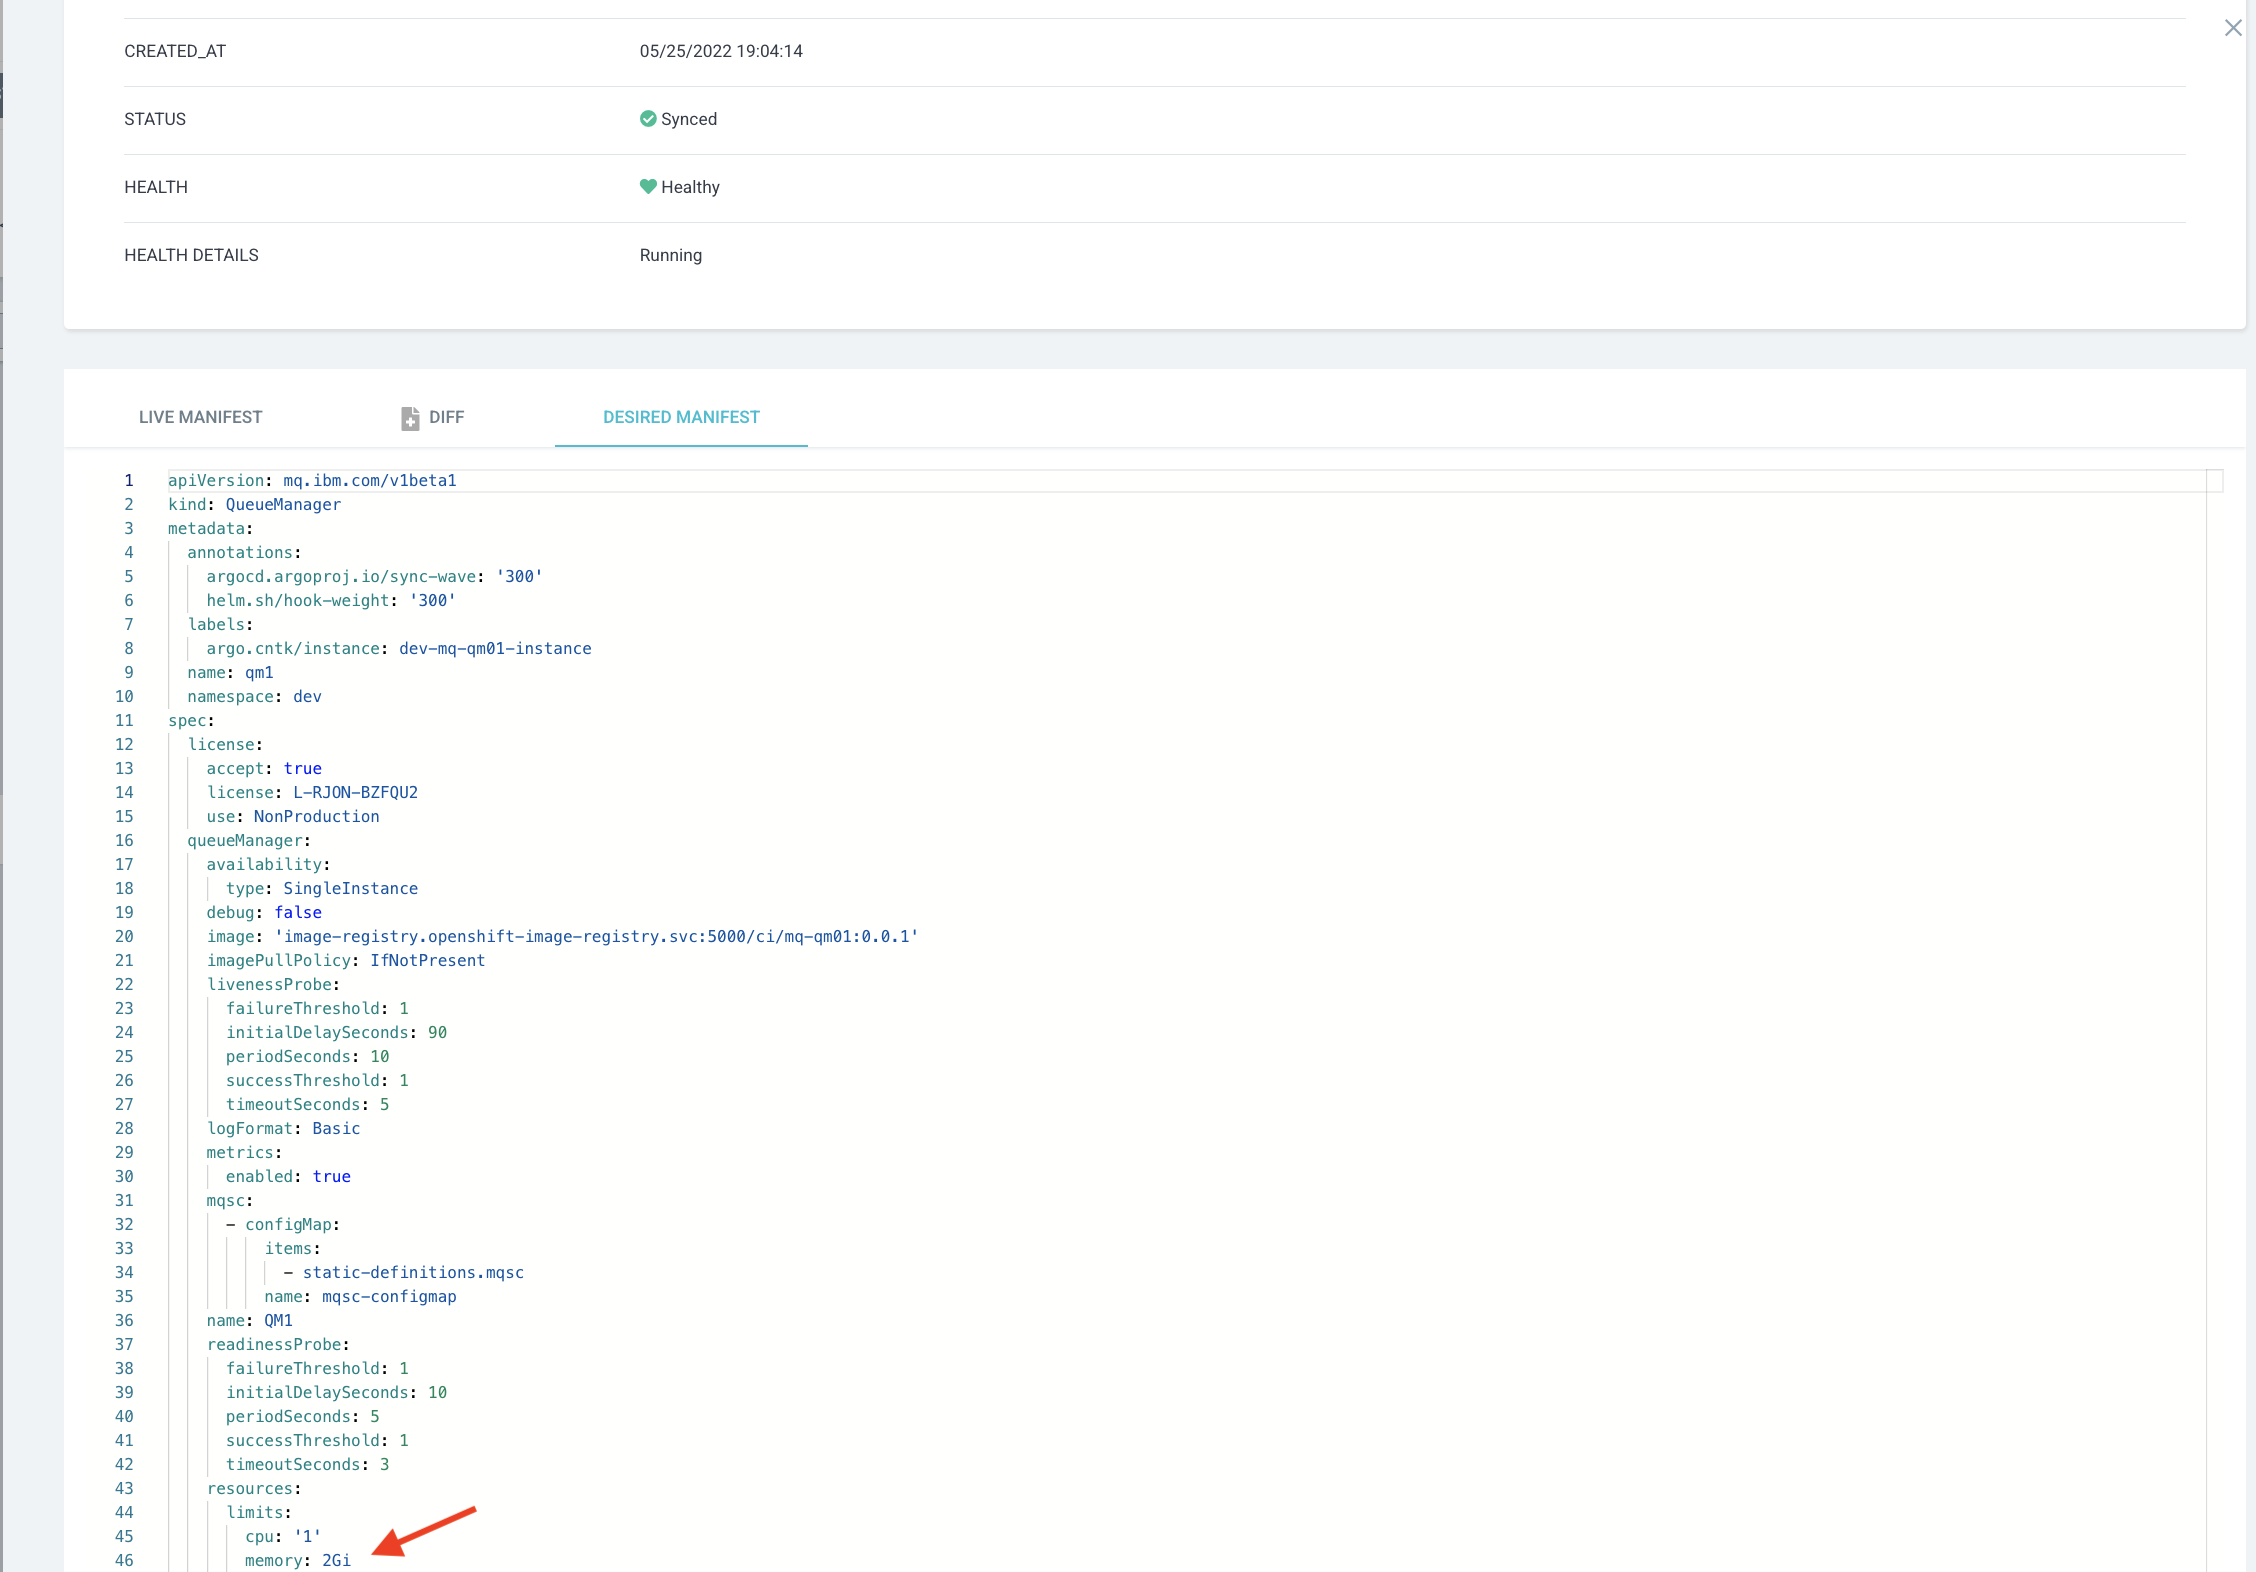 CREATED_AT 05/25/2022 19:04:14
STATUS Synced
HEALTH Healthy
HEALTH DETAILS Running
LIVE MANIFEST DIFF DESIRED MANIFEST
1 apiVersion: mq.ibm.com/v1beta1
2 kind: QueueManager
3 metadata:
4 annotations:
5 argocd.argoproj.io/sync-wave: '300'
6 helm.sh/hook-weight: '300'
7 labels:
8 argo.cntk/instance: dev-mq-qm01-instance
9 name: qm1
10 namespace: dev
11 spec:
12 license:
13 accept: true
14 license: L-RJON-BZFQU2
15 use: NonProduction
16 queueManager:
17 availability:
18 type: SingleInstance
19 debug: false
20 image: 'image-registry.openshift-image-registry.svc:5000/ci/mq-qm01:0.0.1'
21 imagePullPolicy: IfNotPresent
22 livenessProbe:
23 failureThreshold: 1
24 initialDelaySeconds: 90
25 periodSeconds: 10
26 successThreshold: 1
27 timeoutSeconds: 5
28 logFormat: Basic
29 metrics:
30 enabled: true
31 mqsc:
32 - configMap:
33 items:
34 - static-definitions.mqsc
35 name: mqsc-configmap
36 name: QM1
37 readinessProbe:
38 failureThreshold: 1
39 initialDelaySeconds: 10
40 periodSeconds: 5
41 successThreshold: 1
42 timeoutSeconds: 3
43 resources:
44 limits:
45 cpu: '1'
46 memory: 2Gi